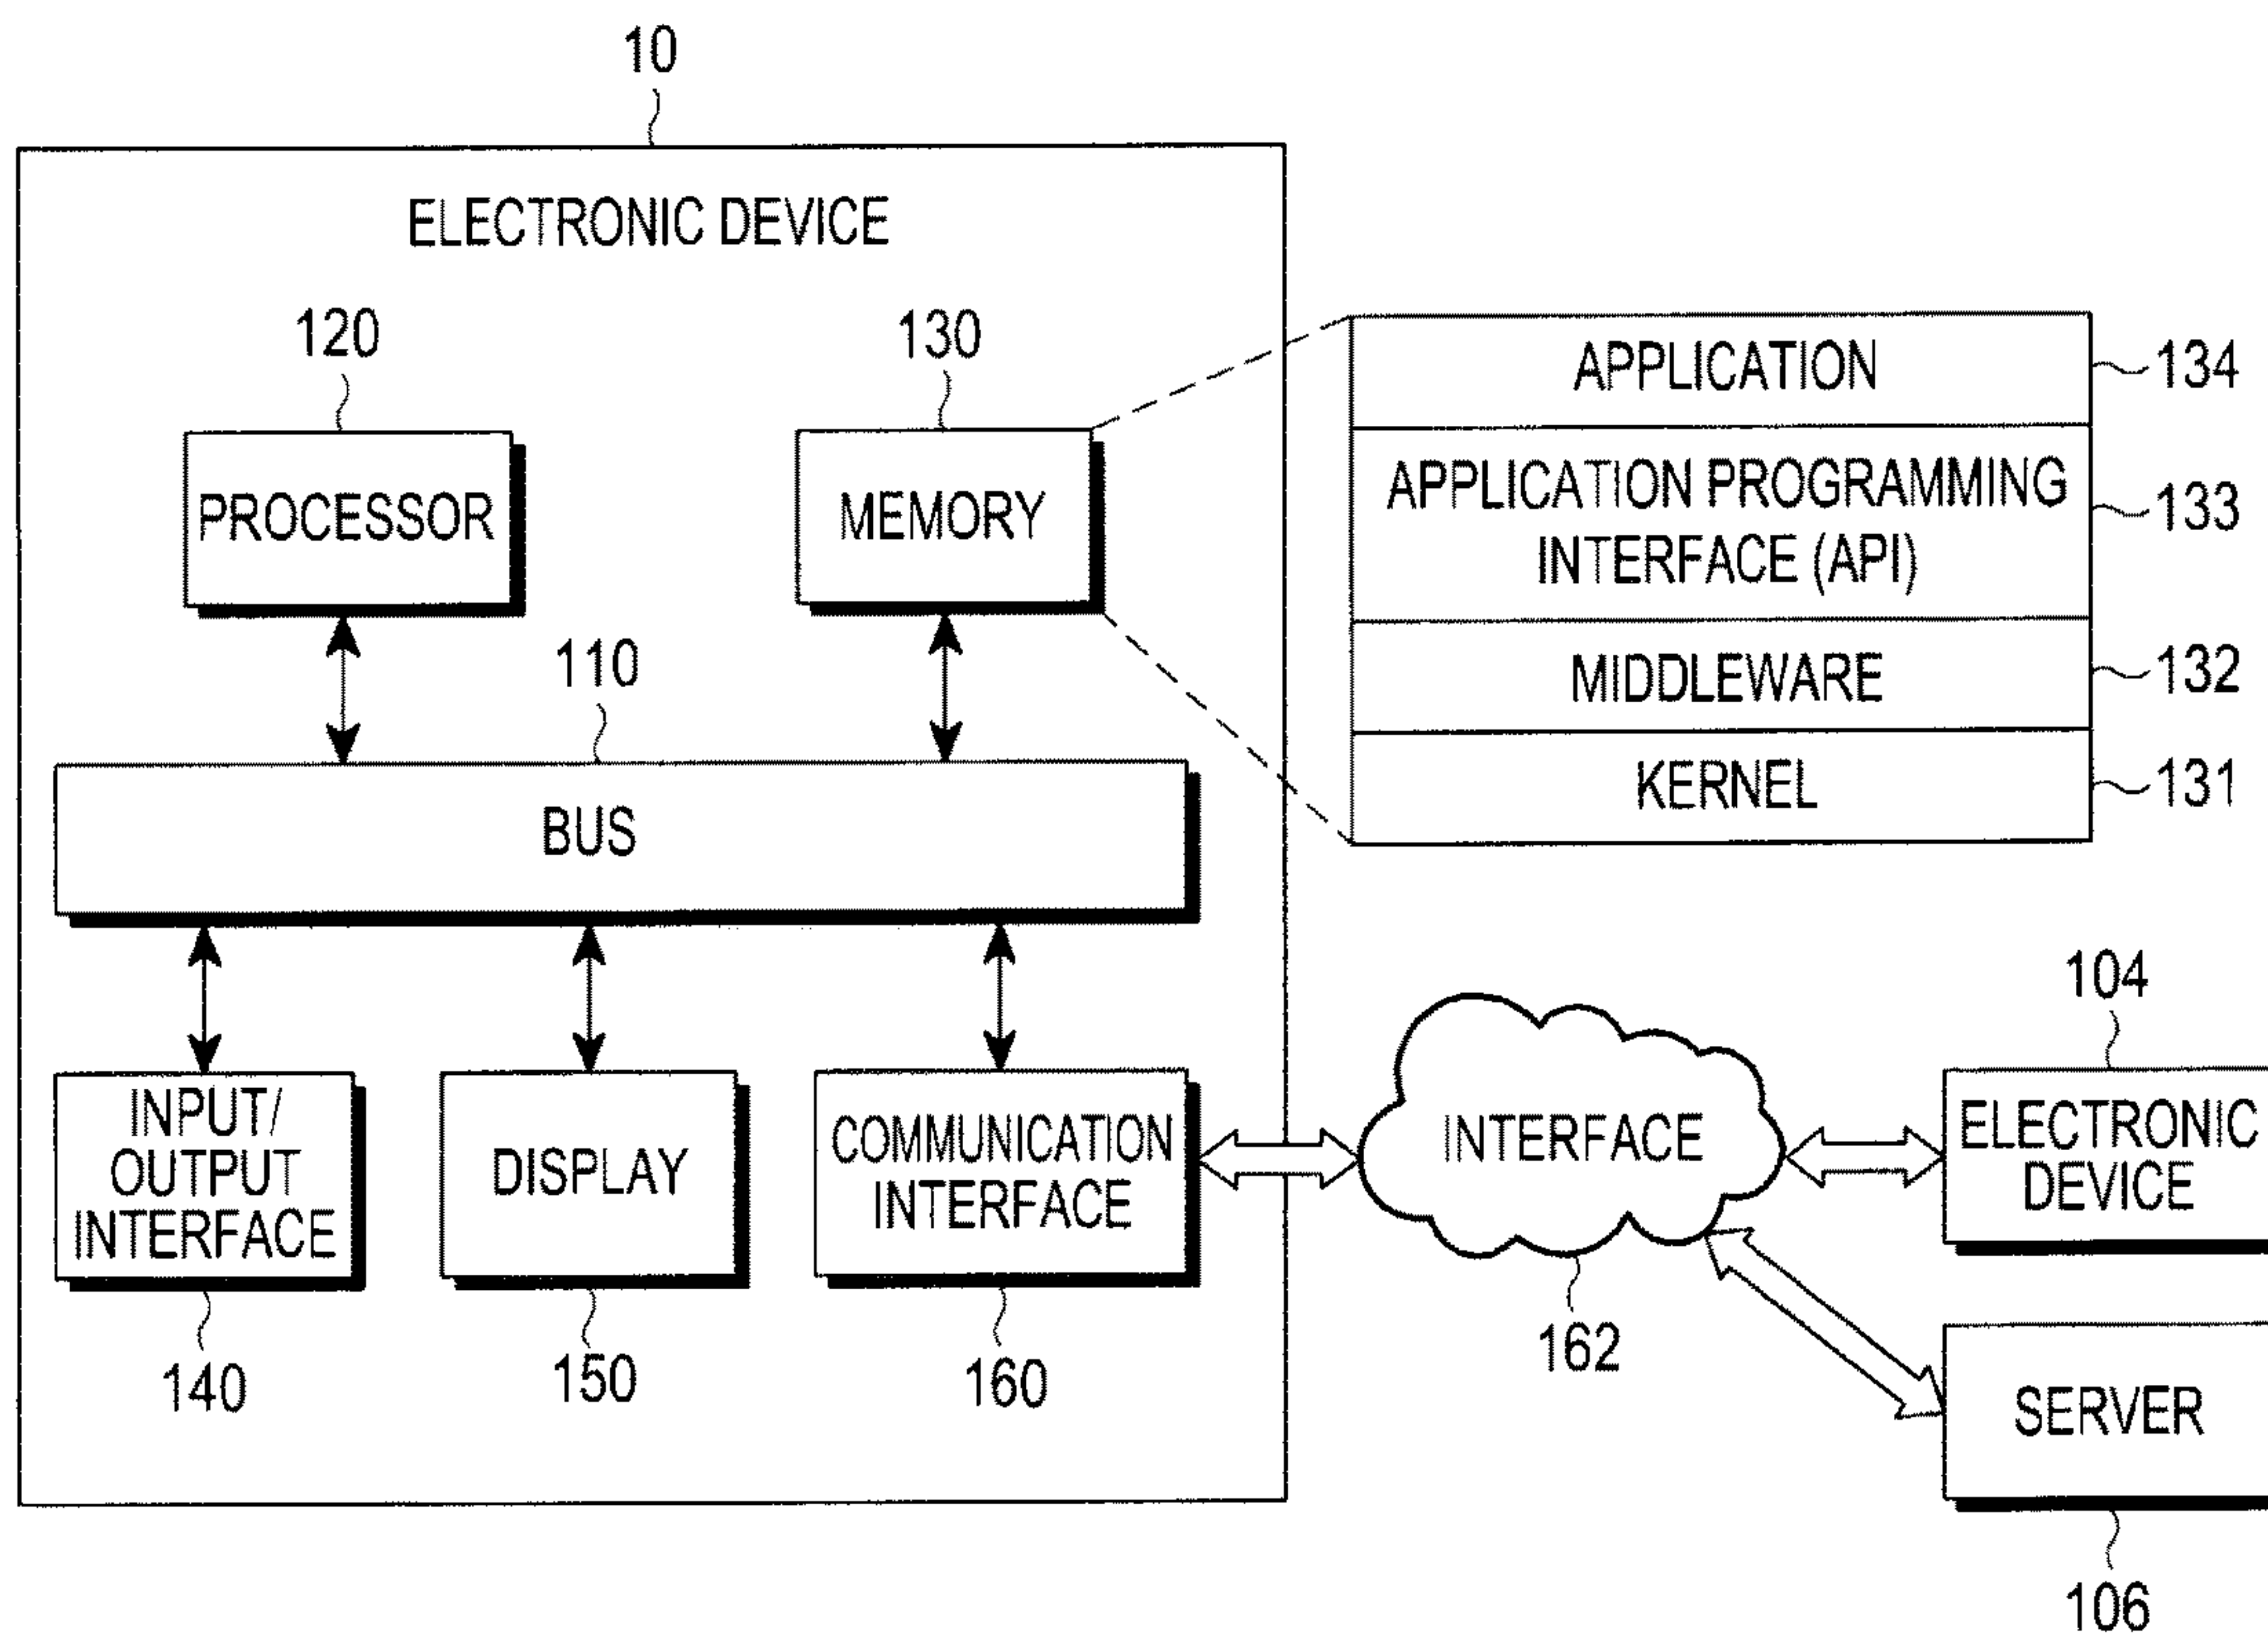 10
ELECTRONIC DEVICE
120
130
PROCESSOR
MEMORY
APPLICATION
134
APPLICATION PROGRAMMING
INTERFACE (API)
133
MIDDLEWARE
132
KERNEL
131
110
BUS
INPUT/
OUTPUT
INTERFACE
140
DISPLAY
150
COMMUNICATION
INTERFACE
160
INTERFACE
162
104
ELECTRONIC
DEVICE
SERVER
106